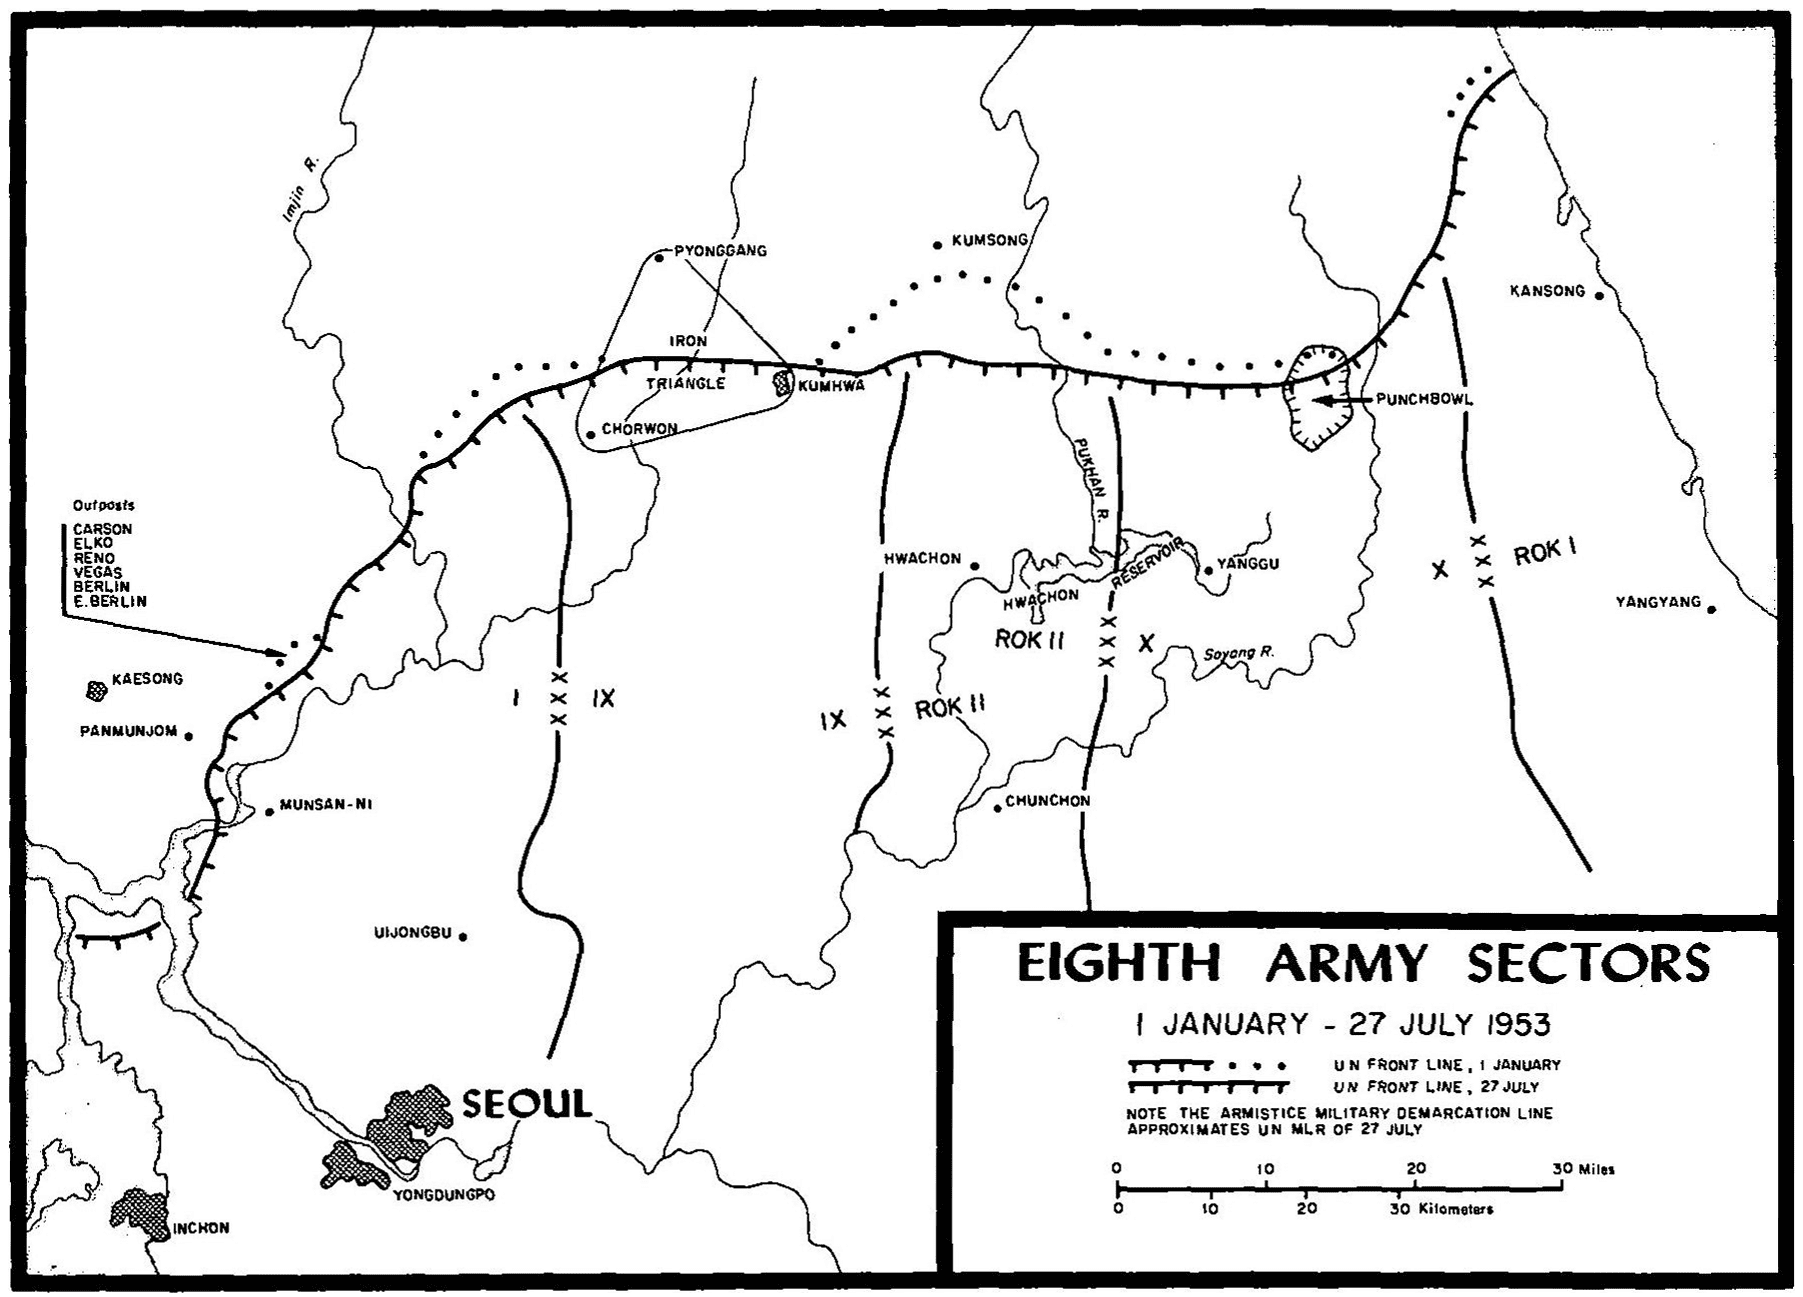 Imjin R.
PYONGGANG
KUMSONG
KANSONG
IRON
TRIANGLE
KUMHWA
PUNCHBOWL
CHORWON
PUKHAN R.
Outposts
CARSON
ELKO
RENO
VEGAS
BERLIN
E. BERLIN
HWACHON
HWACHON RESERVOIR
YANGGU
X
XXX
ROK I
YANGYANG
ROK II
XXX
X
Soyang R.
KAESONG
PANMUNJOM
I
XXX
IX
IX
XXX
ROK II
MUNSAN-NI
CHUNCHON
UIJONGBU
SEOUL
YONGDUNGPO
INCHON
EIGHTH ARMY SECTORS
1 JANUARY - 27 JULY 1953
UN FRONT LINE, 1 JANUARY
UN FRONT LINE, 27 JULY
NOTE THE ARMISTICE MILITARY DEMARCATION LINE
APPROXIMATES UN MLR OF 27 JULY
0 10 20 30 Miles
0 10 20 30 Kilometers